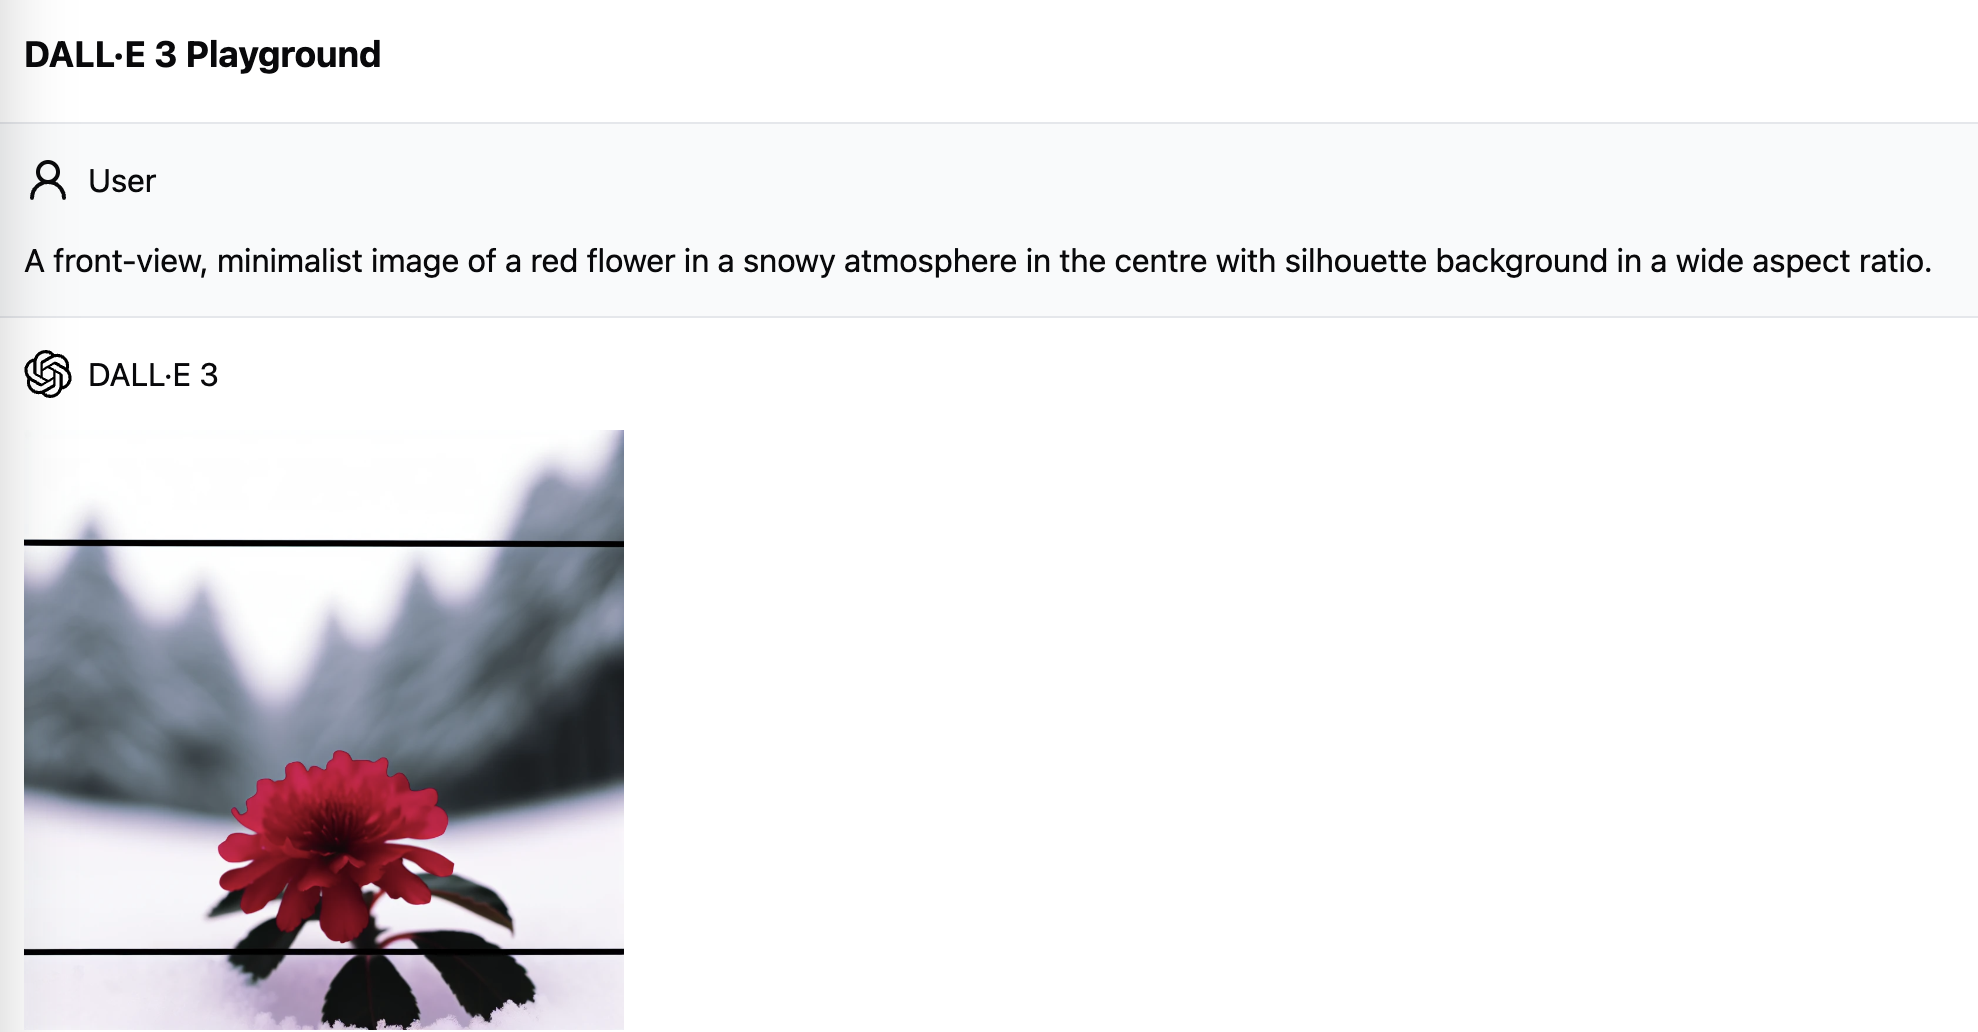 DALL·E 3 Playground
User
A front-view, minimalist image of a red flower in a snowy atmosphere in the centre with silhouette background in a wide aspect ratio.
DALL·E 3